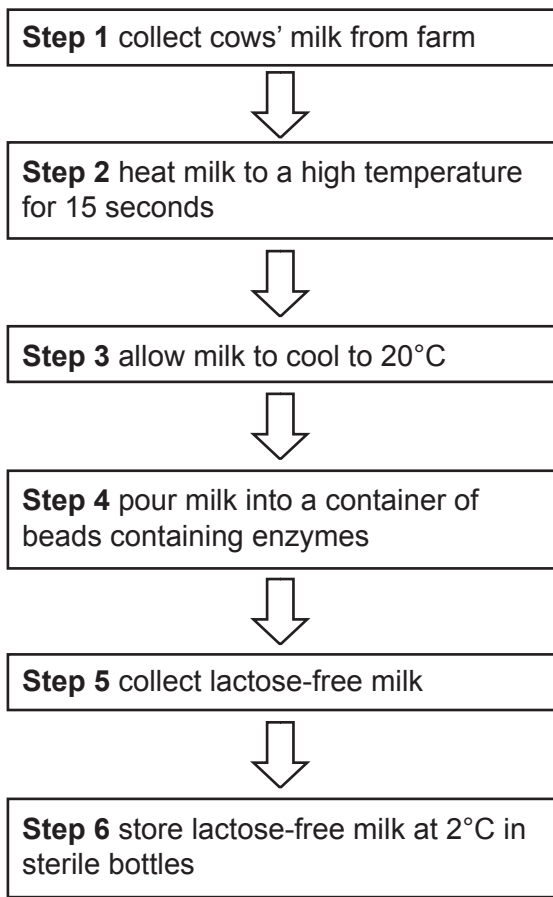 Step 1 collect cows’ milk from farm
Step 2 heat milk to a high temperature
for 15 seconds
Step 3 allow milk to cool to 20°C
Step 4 pour milk into a container of
beads containing enzymes
Step 5 collect lactose-free milk
Step 6 store lactose-free milk at 2°C in
sterile bottles